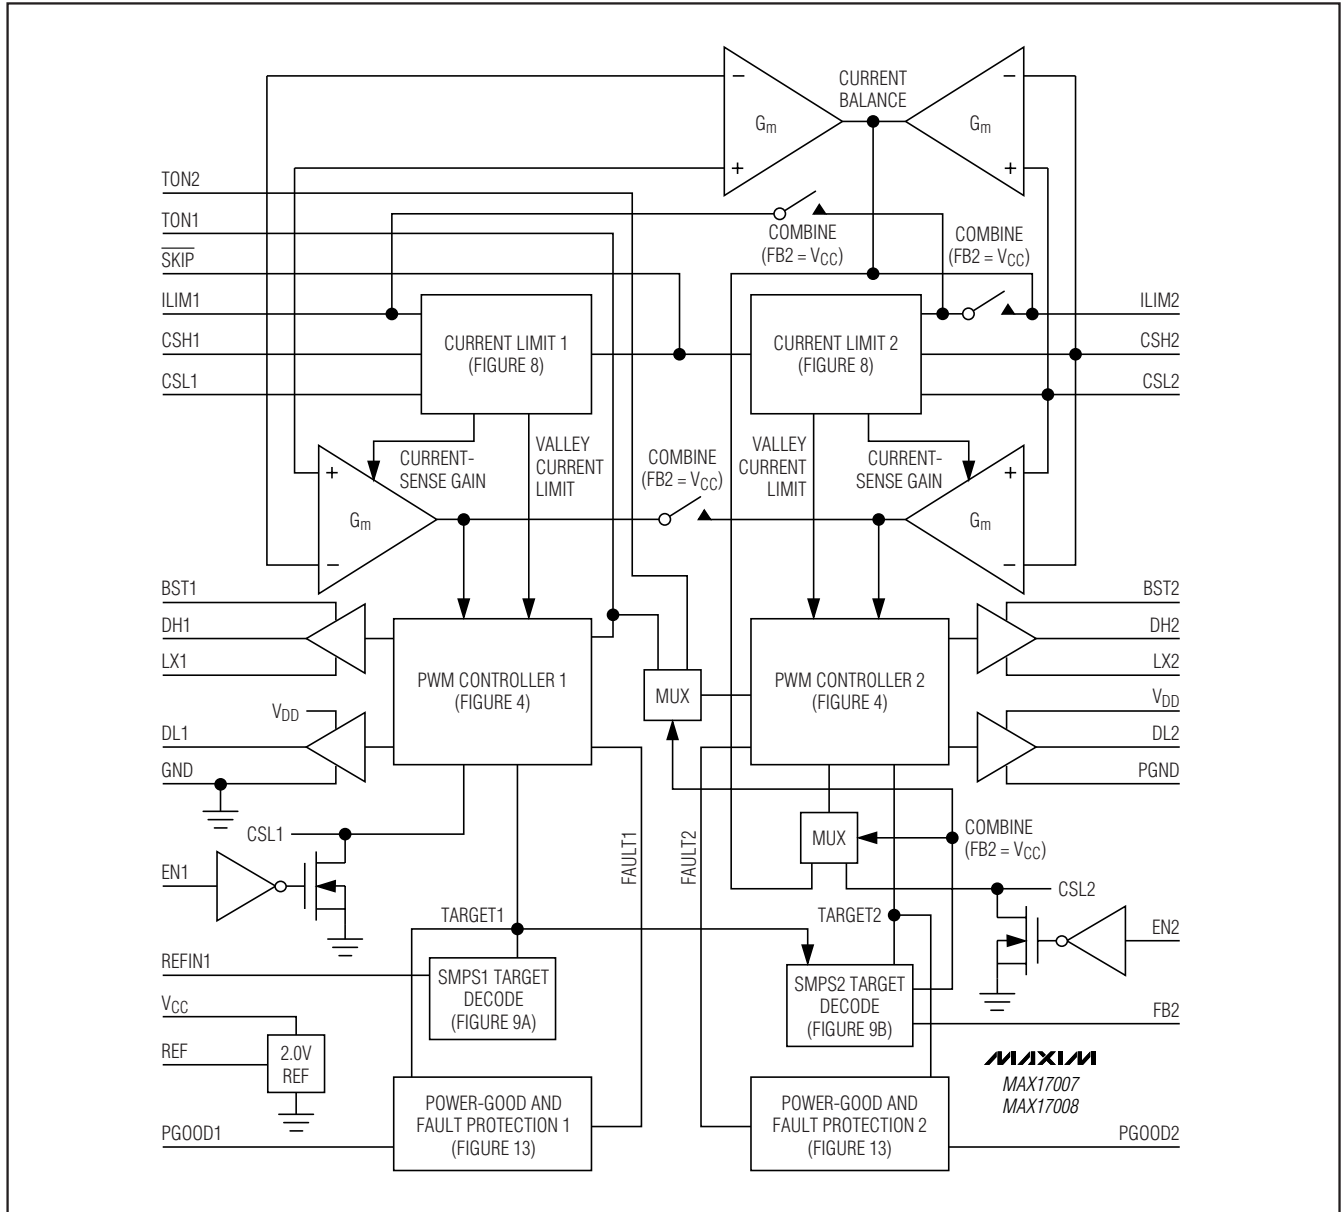 CURRENT
BALANCE
−
Gm
+
−
Gm
+
TON2
TON1
SKIP
ILIM1
CSH1
CSL1
COMBINE
(FB2 = VCC)
COMBINE
(FB2 = VCC)
ILIM2
CSH2
CSL2
CURRENT LIMIT 1
(FIGURE 8)
CURRENT LIMIT 2
(FIGURE 8)
CURRENT-
SENSE GAIN
VALLEY
CURRENT
LIMIT
COMBINE
(FB2 = VCC)
VALLEY
CURRENT
LIMIT
CURRENT-
SENSE GAIN
+
Gm
−
+
Gm
−
BST1
DH1
LX1
VDD
DL1
GND
PWM CONTROLLER 1
(FIGURE 4)
MUX
PWM CONTROLLER 2
(FIGURE 4)
BST2
DH2
LX2
VDD
DL2
PGND
CSL1
EN1
FAULT1
FAULT2
MUX
COMBINE
(FB2 = VCC)
CSL2
EN2
TARGET1
TARGET2
REFIN1
VCC
REF
2.0V
REF
SMPS1 TARGET
DECODE
(FIGURE 9A)
SMPS2 TARGET
DECODE
(FIGURE 9B)
FB2
MAXIM
MAX17007
MAX17008
POWER-GOOD AND
FAULT PROTECTION 1
(FIGURE 13)
POWER-GOOD AND
FAULT PROTECTION 2
(FIGURE 13)
PGOOD1
PGOOD2